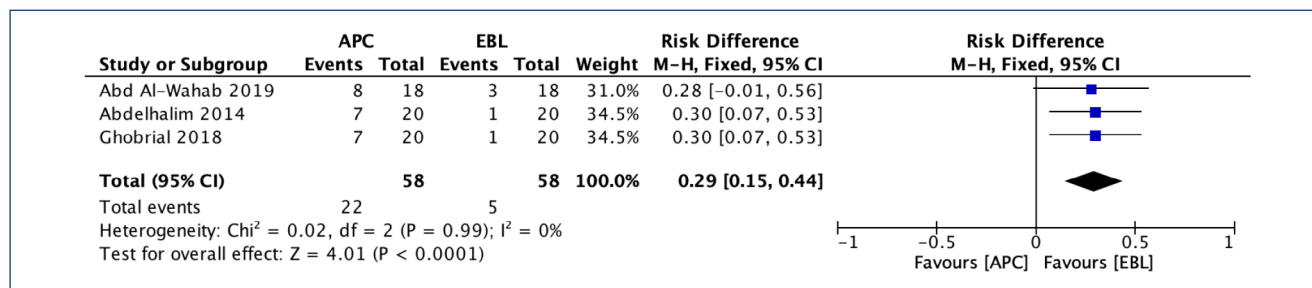 APC EBL Risk Difference Risk Difference
Study or Subgroup Events Total Events Total Weight M-H, Fixed, 95% CI M-H, Fixed, 95% CI
Abd Al-Wahab 2019 8 18 3 18 31.0% 0.28 [-0.01, 0.56]
Abdelhalim 2014 7 20 1 20 34.5% 0.30 [0.07, 0.53]
Ghobrial 2018 7 20 1 20 34.5% 0.30 [0.07, 0.53]
Total (95% CI) 58 58 100.0% 0.29 [0.15, 0.44]
Total events 22 5
Heterogeneity: Chi² = 0.02, df = 2 (P = 0.99); I² = 0%
Test for overall effect: Z = 4.01 (P < 0.0001)
-1 -0.5 0 0.5 1
Favours [APC] Favours [EBL]